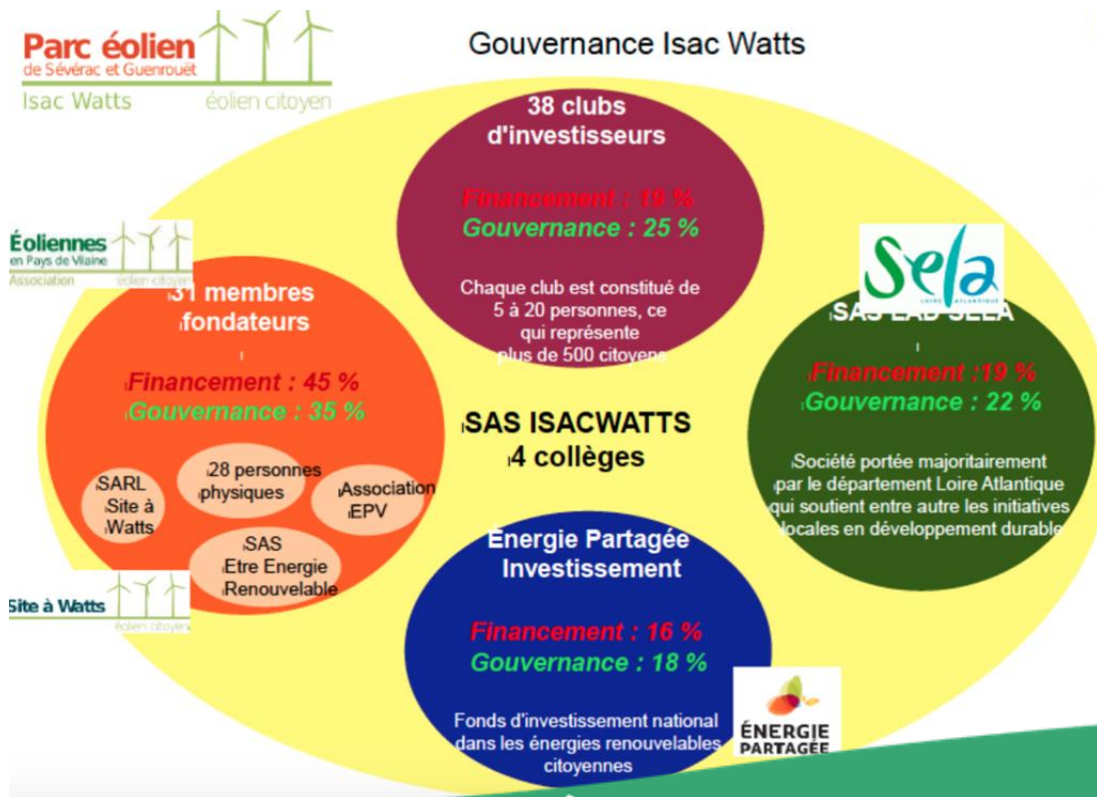 Parc éolien
de Sévérac et Guenrouët
Isac Watts éolien citoyen
Gouvernance Isac Watts
38 clubs
d'investisseurs
Financement : 19 %
Gouvernance : 25 %
Chaque club est constitué de
5 à 20 personnes, ce
qui représente
plus de 500 citoyens
Éoliennes
en Pays de Vilaine
Association éolien citoyen
31 membres
fondateurs
Financement : 45 %
Gouvernance : 35 %
SARL
Site à
Watts
28 personnes
physiques
Association
EPV
SAS
Etre Energie
Renouvelable
Site à Watts
éolien citoyen
SAS ISACWATTS
4 collèges
Sela
LOIRE ATLANTIQUE
SAS LAD SELA
Financement :19 %
Gouvernance : 22 %
Société portée majoritairement
par le département Loire Atlantique
qui soutient entre autre les initiatives
locales en développement durable
Énergie Partagée
Investissement
Financement : 16 %
Gouvernance : 18 %
Fonds d'investissement national
dans les énergies renouvelables
citoyennes
ÉNERGIE
PARTAGÉE